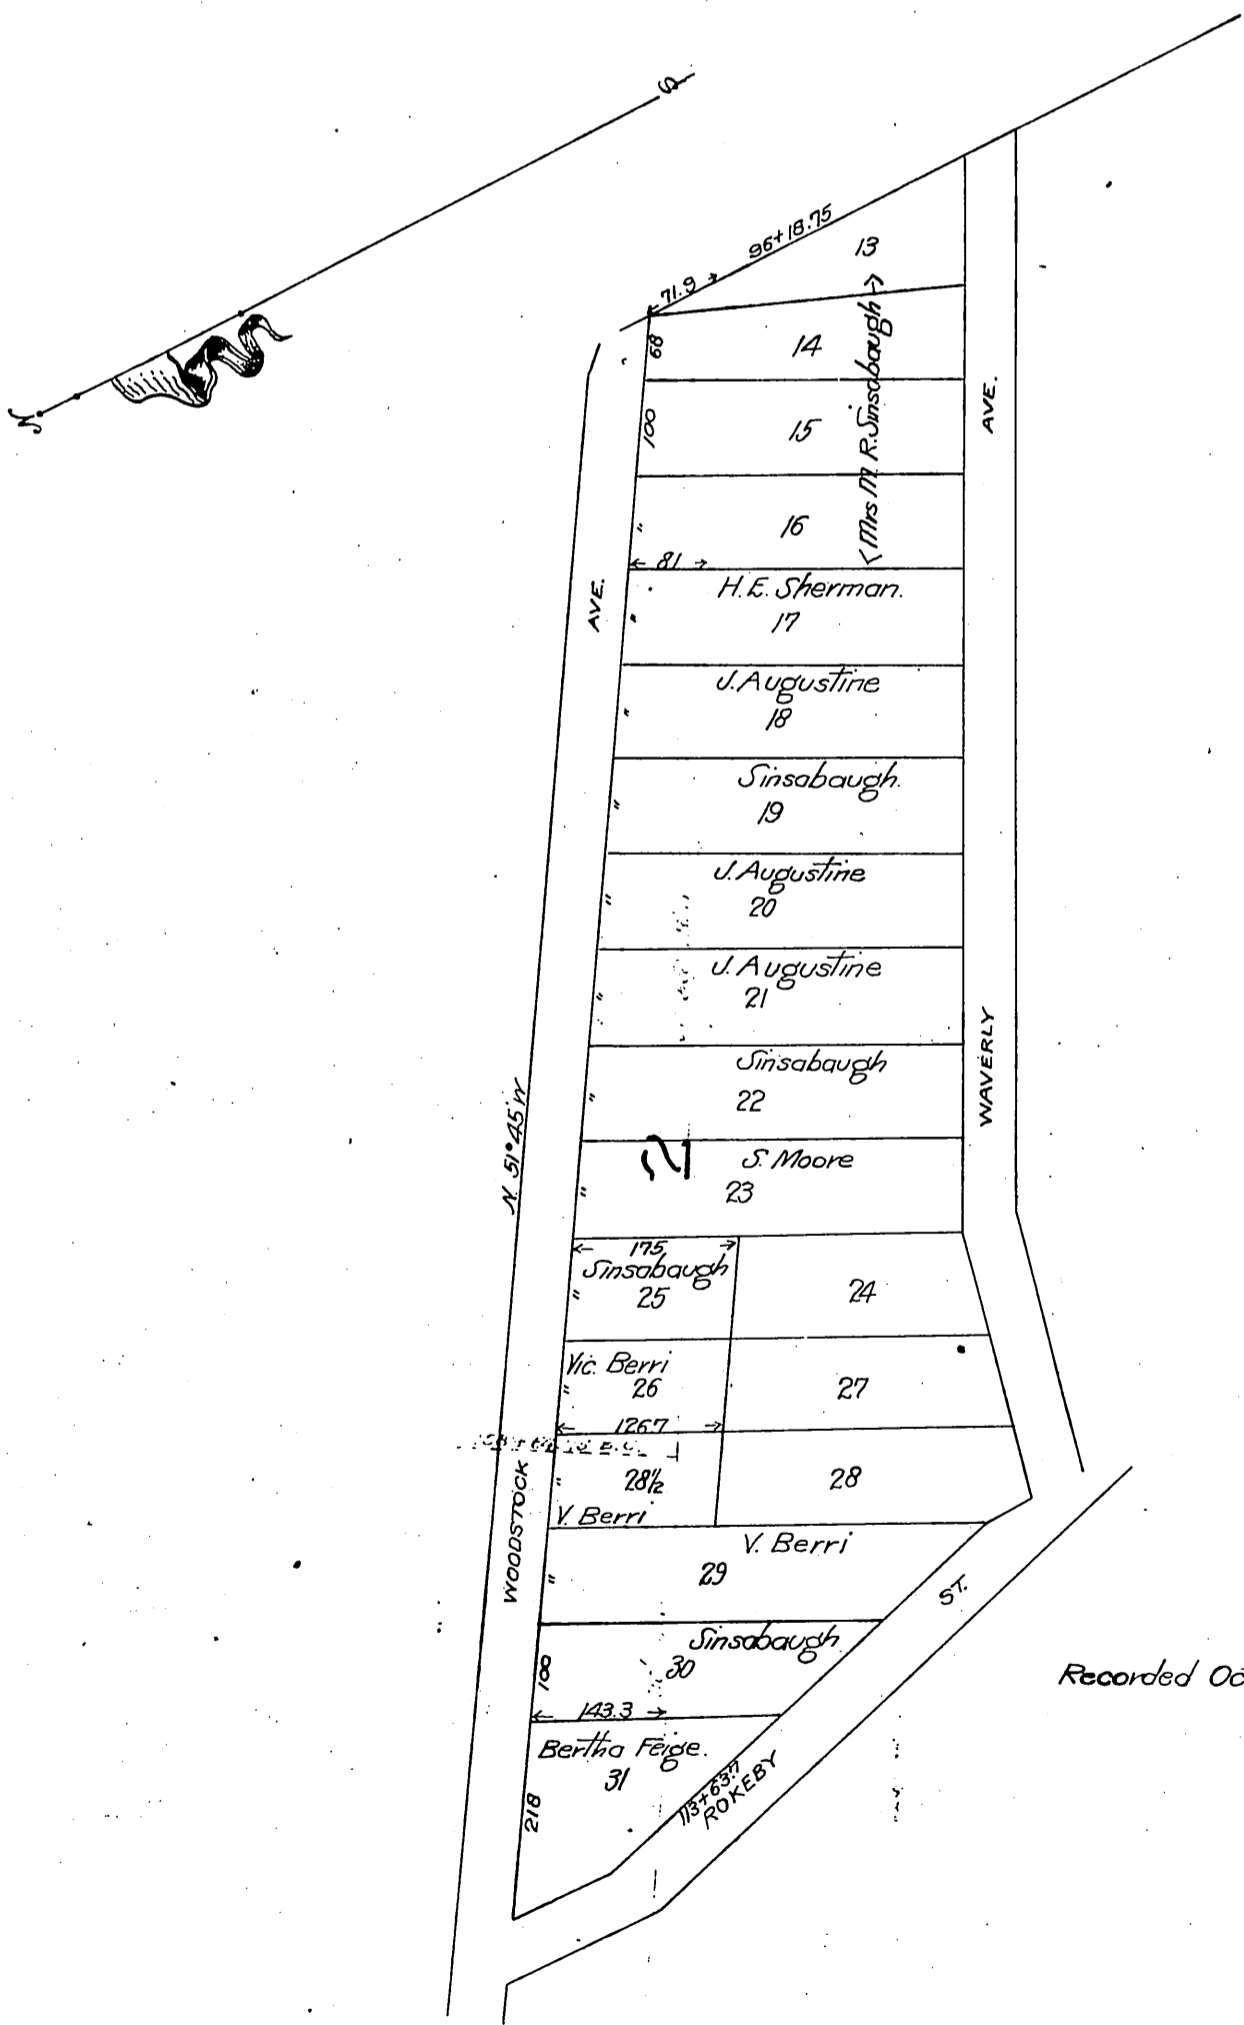 S
N
96+18.75
71.9
13
68
14
100
15
<Mrs M. R. Sinsabaugh>
AVE.
"
16
81
AVE.
H.E. Sherman.
"
17
J. Augustine
"
18
Sinsabaugh.
"
19
J. Augustine
"
20
J. Augustine
"
21
WAVERLY
Sinsabaugh
"
22
N. 51°45'W
2
S. Moore
"
23
175
Sinsabaugh
"
25
24
Vic. Berri
"
26
27
126.7
WOODSTOCK
"
28½
28
V. Berri
V. Berri
"
29
ST.
Sinsabaugh
100
30
143.3
Recorded Oc
Bertha Feige.
31
218
113+63.7
ROKEBY